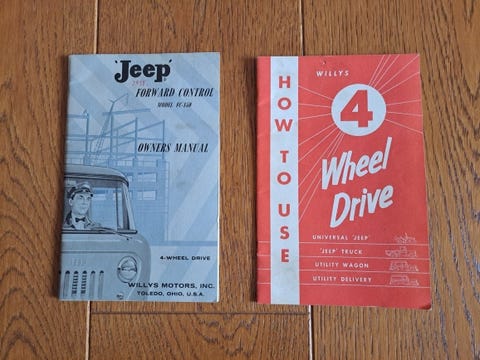 'Jeep'
FORWARD CONTROL
MODEL FC-150
OWNERS MANUAL
4-WHEEL DRIVE
WILLYS MOTORS, INC.
TOLEDO, OHIO, U.S.A.
HOW TO USE
WILLYS
4
Wheel
Drive
UNIVERSAL 'JEEP'
'JEEP' TRUCK
UTILITY WAGON
UTILITY DELIVERY